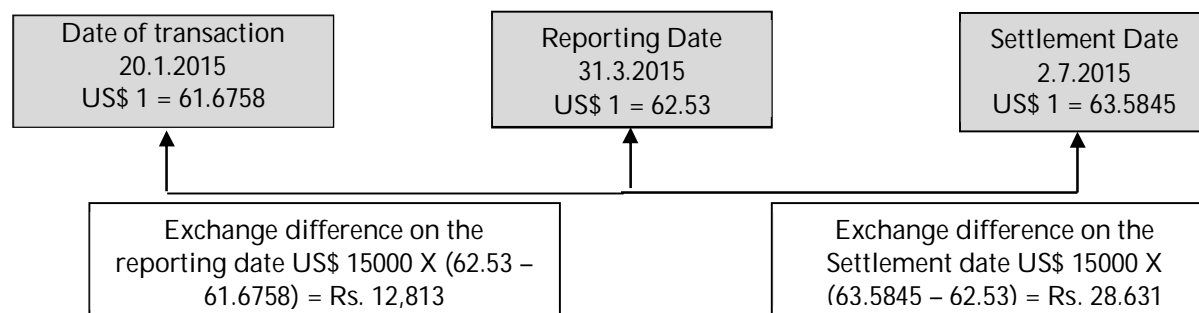 Date of transaction
20.1.2015
US$ 1 = 61.6758
Reporting Date
31.3.2015
US$ 1 = 62.53
Settlement Date
2.7.2015
US$ 1 = 63.5845
Exchange difference on the
reporting date US$ 15000 X (62.53 –
61.6758) = Rs. 12,813
Exchange difference on the
Settlement date US$ 15000 X
(63.5845 – 62.53) = Rs. 28,631